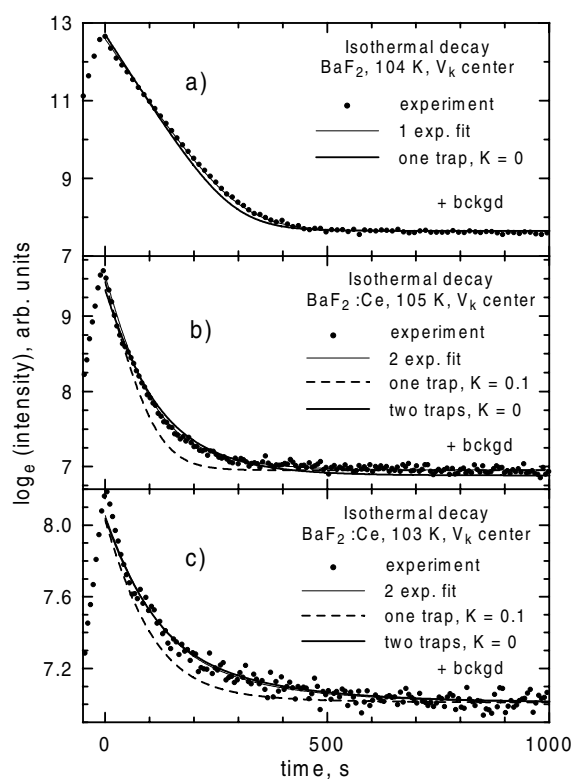 13
11
9
7
a)
Isothermal decay
BaF2, 104 K, Vk center
experiment
1 exp. fit
one trap, K = 0
+ bckgd
9
8
7
b)
Isothermal decay
BaF2 :Ce, 105 K, Vk center
experiment
2 exp. fit
one trap, K = 0.1
two traps, K = 0
+ bckgd
8.0
7.6
7.2
c)
Isothermal decay
BaF2 :Ce, 103 K, Vk center
experiment
2 exp. fit
one trap, K = 0.1
two traps, K = 0
+ bckgd
0
500
1000
time, s
loge (intensity), arb. units